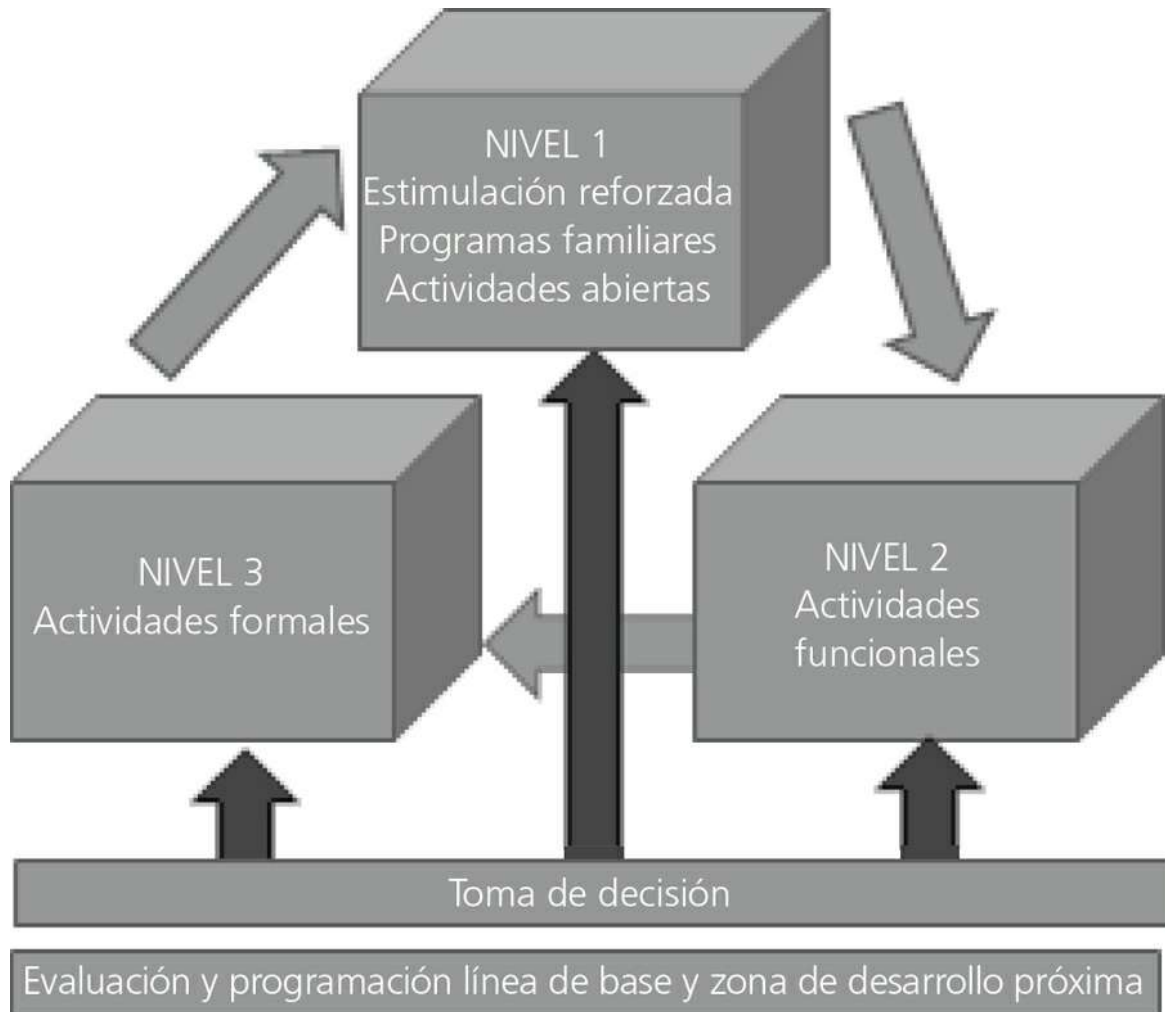 NIVEL 1
Estimulación reforzada
Programas familiares
Actividades abiertas
NIVEL 3
Actividades formales
NIVEL 2
Actividades
funcionales
Toma de decisión
Evaluación y programación línea de base y zona de desarrollo próxima